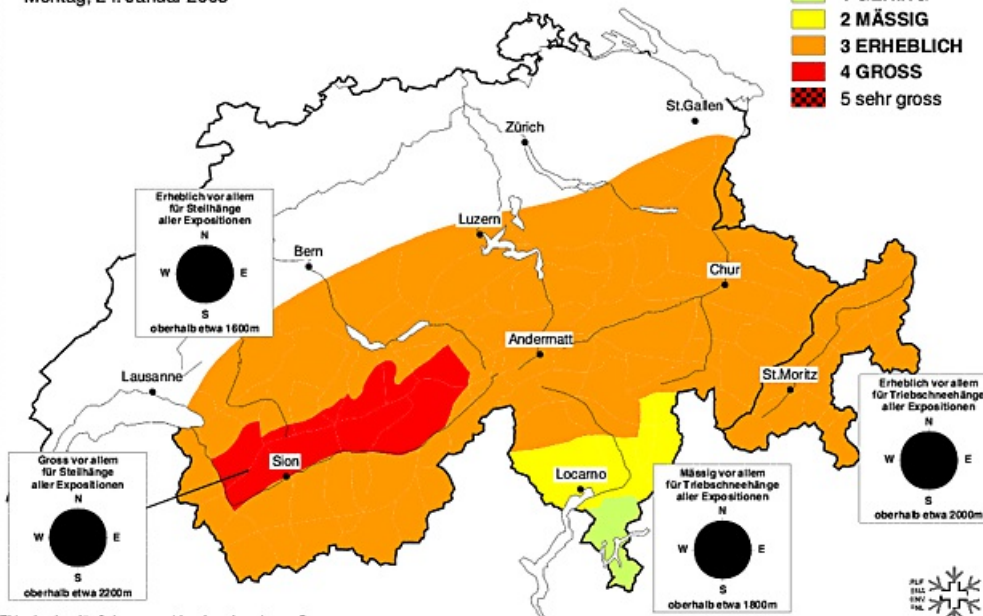 2 MÄSSIG
3 ERHEBLICH
4 GROSS
5 sehr gross
St.Gallen
Zürich
Erheblich vor allem
für Steilhänge
aller Expositionen
N
W E
S
oberhalb etwa 1600m
Luzern
Bern
Chur
Andermatt
Lausanne
St.Moritz
Erheblich vor allem
für Triebschneehänge
aller Expositionen
N
W E
S
oberhalb etwa 2000m
Gross vor allem
für Steilhänge
aller Expositionen
N
W E
S
oberhalb etwa 2200m
Sion
Locarno
Mässig vor allem
für Triebschneehänge
aller Expositionen
N
W E
S
oberhalb etwa 1800m